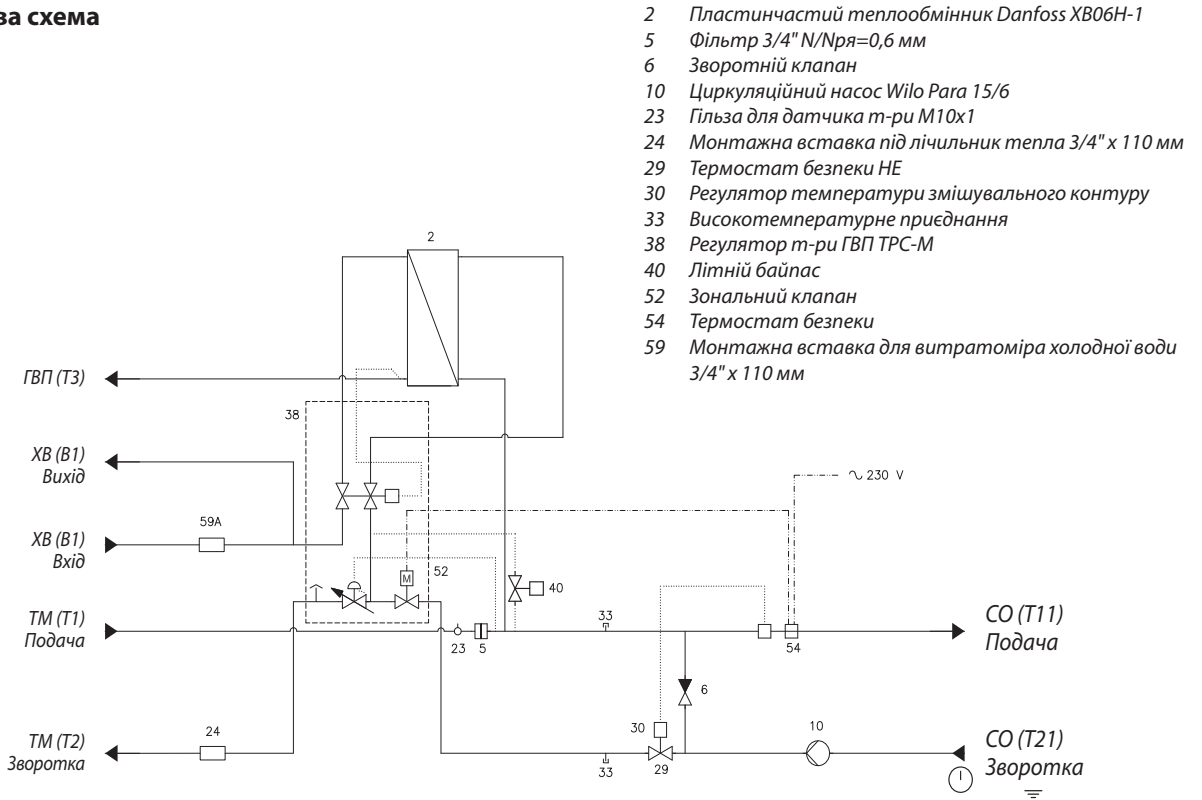 за схема
2 Пластинчастий теплообмінник Danfoss XB06H-1
5 Фільтр 3/4" N/Nря=0,6 мм
6 Зворотній клапан
10 Циркуляційний насос Wilo Para 15/6
23 Гільза для датчика т-ри М10х1
24 Монтажна вставка під лічильник тепла 3/4" х 110 мм
29 Термостат безпеки НЕ
30 Регулятор температури змішувального контуру
33 Високотемпературне приєднання
38 Регулятор т-ри ГВП ТРС-М
40 Літній байпас
52 Зональний клапан
54 Термостат безпеки
59 Монтажна вставка для витратоміра холодної води
3/4" х 110 мм
2
ГВП (Т3)
38
ХВ (В1)
Вихід
230 V
59A
ХВ (В1)
Вхід
M
52
40
ТМ (Т1)
Подача
23
5
33
54
СО (Т11)
Подача
6
24
30
10
ТМ (Т2)
Зворотка
33
29
СО (Т21)
Зворотка